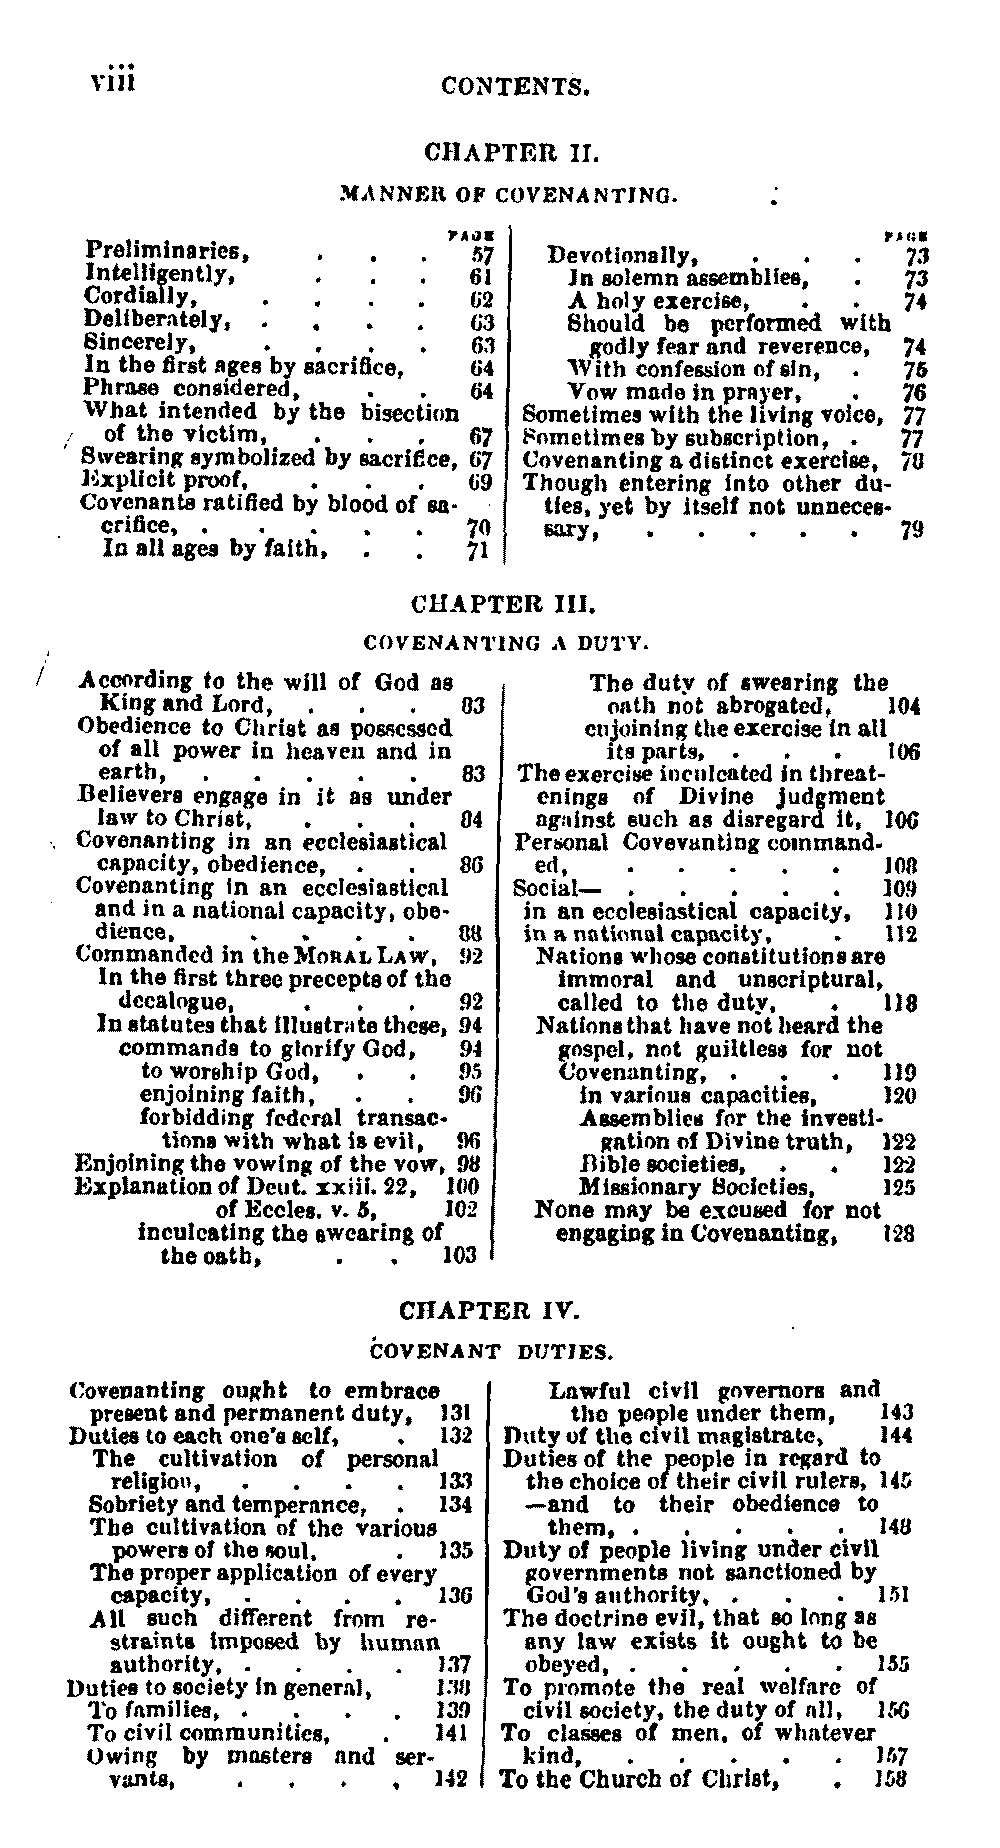 viii
CONTENTS.
CHAPTER II.
MANNER OF COVENANTING.
PAGE
Preliminaries, . . . 57
Intelligently, . . . 61
Cordially, . . . . 62
Deliberately, . . . . 63
Sincerely, . . . . 63
In the first ages by sacrifice, 64
Phrase considered, . . 64
What intended by the bisection
of the victim, . . . 67
Swearing symbolized by sacrifice, 67
Explicit proof, . . . 69
Covenants ratified by blood of sa-
crifice, . . . . . 70
In all ages by faith, . . 71
PAGE
Devotionally, . . . 73
In solemn assemblies, . 73
A holy exercise, . . 74
Should be performed with
godly fear and reverence, 74
With confession of sin, . 75
Vow made in prayer, . 76
Sometimes with the living voice, 77
Sometimes by subscription, . 77
Covenanting a distinct exercise, 78
Though entering into other du-
ties, yet by itself not unneces-
sary, . . . . . 79
CHAPTER III.
COVENANTING A DUTY.
According to the will of God as
King and Lord, . . . 83
Obedience to Christ as possessed
of all power in heaven and in
earth, . . . . . 83
Believers engage in it as under
law to Christ, . . . 84
Covenanting in an ecclesiastical
capacity, obedience, . . 86
Covenanting in an ecclesiastical
and in a national capacity, obe-
dience, . . . . 88
Commanded in the MORAL LAW, 92
In the first three precepts of the
decalogue, . . . 92
In statutes that illustrate these, 94
commands to glorify God, 94
to worship God, . . 95
enjoining faith, . . 96
forbidding federal transac-
tions with what is evil, 96
Enjoining the vowing of the vow, 98
Explanation of Deut. xxiii. 22, 100
of Eccles. v. 5, 102
inculcating the swearing of
the oath, . . 103
The duty of swearing the
oath not abrogated, 104
enjoining the exercise in all
its parts, . . . 106
The exercise inculcated in threat-
enings of Divine judgment
against such as disregard it, 106
Personal Covevanting command-
ed, . . . . . 108
Social— . . . . . 109
in an ecclesiastical capacity, 110
in a national capacity, . 112
Nations whose constitutions are
immoral and unscriptural,
called to the duty, . 118
Nations that have not heard the
gospel, not guiltless for not
Covenanting, . . . 119
in various capacities, 120
Assemblies for the investi-
gation of Divine truth, 122
Bible societies, . . 122
Missionary Societies, 125
None may be excused for not
engaging in Covenanting, 128
CHAPTER IV.
COVENANT DUTIES.
Covenanting ought to embrace
present and permanent duty, 131
Duties to each one's self, . 132
The cultivation of personal
religion, . . . . 133
Sobriety and temperance, . 134
The cultivation of the various
powers of the soul, . 135
The proper application of every
capacity, . . . . 136
All such different from re-
straints imposed by human
authority, . . . . 137
Duties to society in general, 138
To families, . . . . 139
To civil communities, . 141
Owing by masters and ser-
vants, . . . . 142
Lawful civil governors and
the people under them, 143
Duty of the civil magistrate, 144
Duties of the people in regard to
the choice of their civil rulers, 145
—and to their obedience to
them, . . . . . 148
Duty of people living under civil
governments not sanctioned by
God's authority, . . . 151
The doctrine evil, that so long as
any law exists it ought to be
obeyed, . . . . . 155
To promote the real welfare of
civil society, the duty of all, 156
To classes of men, of whatever
kind, . . . . . 157
To the Church of Christ, . 158